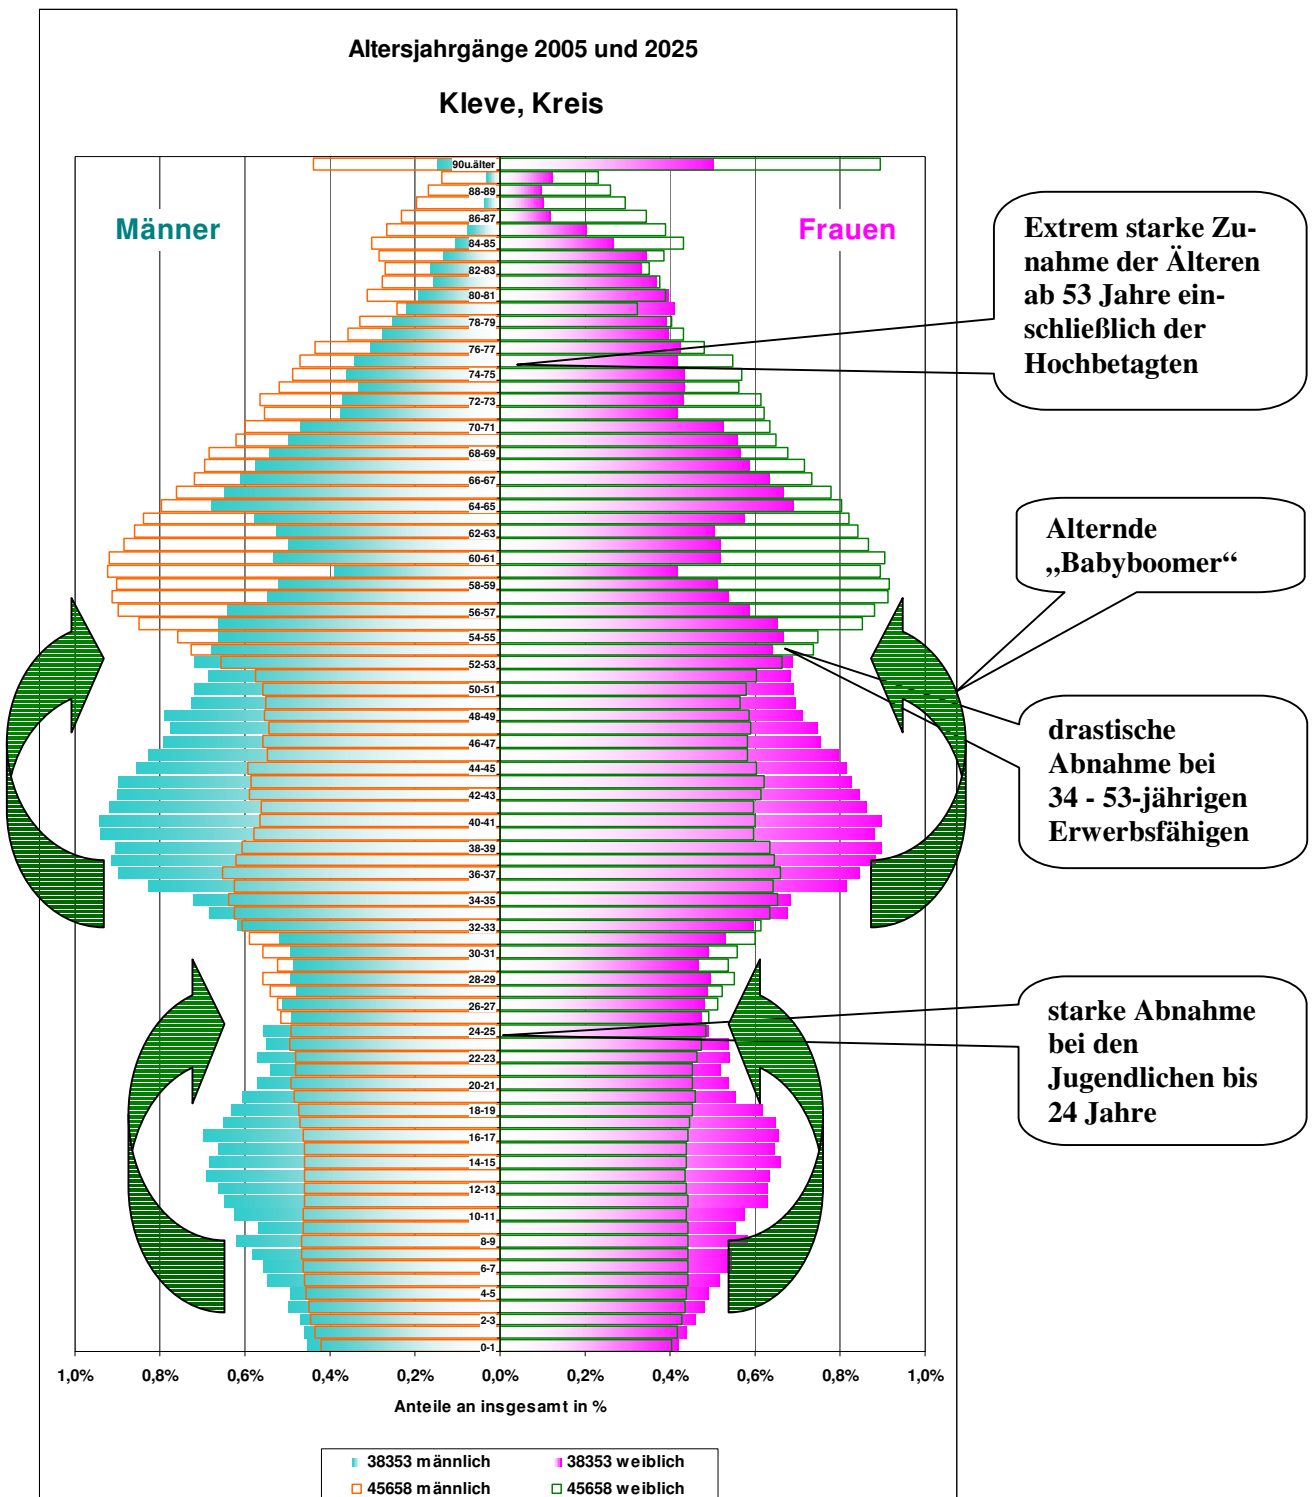 Altersjahrgänge 2005 und 2025
Kleve, Kreis
Männer
Frauen
90u.älter
88-89
86-87
84-85
82-83
80-81
78-79
76-77
74-75
72-73
70-71
68-69
66-67
64-65
62-63
60-61
58-59
56-57
54-55
52-53
50-51
48-49
46-47
44-45
42-43
40-41
38-39
36-37
34-35
32-33
30-31
28-29
26-27
24-25
22-23
20-21
18-19
16-17
14-15
12-13
10-11
8-9
6-7
4-5
2-3
0-1
1,0% 0,8% 0,6% 0,4% 0,2% 0,0% 0,2% 0,4% 0,6% 0,8% 1,0%
Anteile an insgesamt in %
38353 männlich 38353 weiblich
45658 männlich 45658 weiblich
Extrem starke Zu-
nahme der Älteren
ab 53 Jahre ein-
schließlich der
Hochbetagten
Alternde
„Babyboomer“
drastische
Abnahme bei
34 - 53-jährigen
Erwerbsfähigen
starke Abnahme
bei den
Jugendlichen bis
24 Jahre